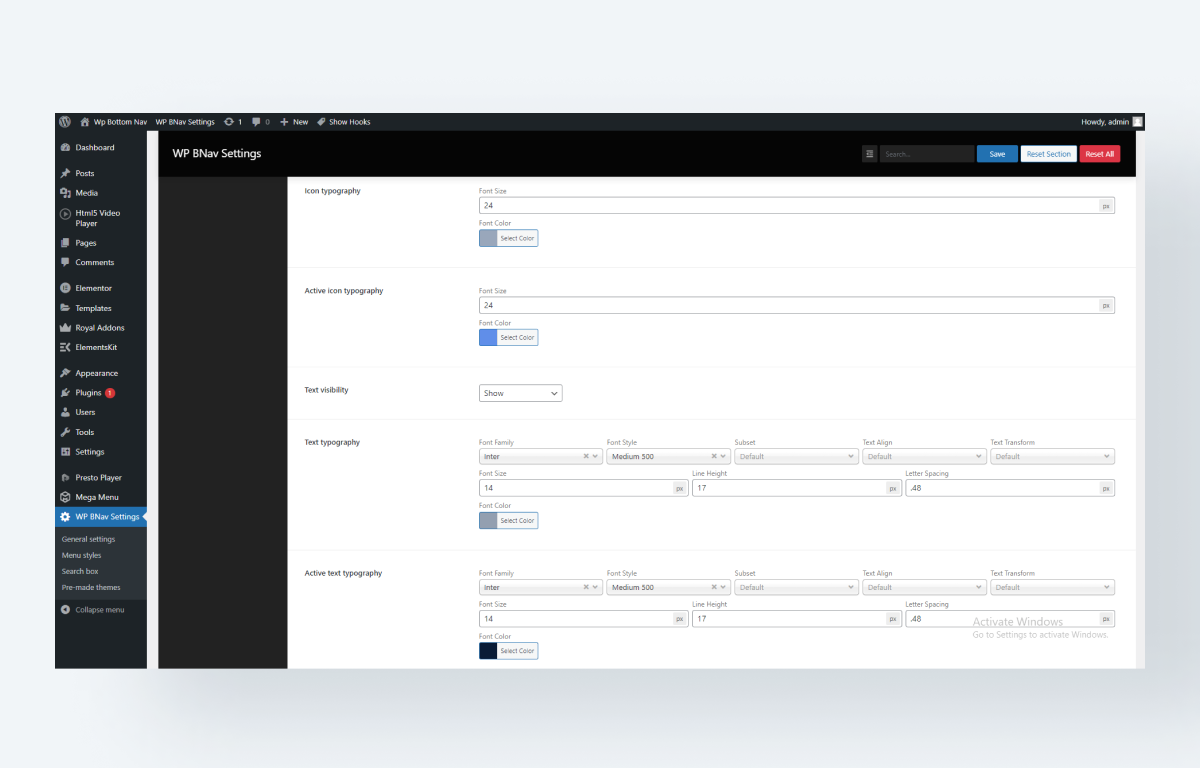 Wp Bottom Nav WP BNav Settings 1 0 New Show Hooks Howdy, admin
Dashboard
Posts
Media
Html5 Video
Player
Pages
Comments
Elementor
Templates
Royal Addons
ElementsKit
Appearance
Plugins 1
Users
Tools
Settings
Presto Player
Mega Menu
WP BNav Settings
General settings
Menu styles
Search box
Pre-made themes
Collapse menu
WP BNav Settings Search... Save Reset Section Reset All
Icon typography
Font Size
24 px
Font Color
Select Color
Active icon typography
Font Size
24 px
Font Color
Select Color
Text visibility
Show
Text typography
Font Family Font Style Subset Text Align Text Transform
Inter Medium 500 Default Default Default
Font Size Line Height Letter Spacing
14 px 17 px .48 px
Font Color
Select Color
Active text typography
Font Family Font Style Subset Text Align Text Transform
Inter Medium 500 Default Default Default
Font Size Line Height Letter Spacing
14 px 17 px .48 px
Font Color
Select Color
Activate Windows
Go to Settings to activate Windows.